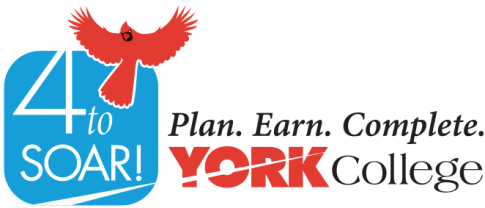 4 to
SOAR!
Plan. Earn. Complete.
YORK College